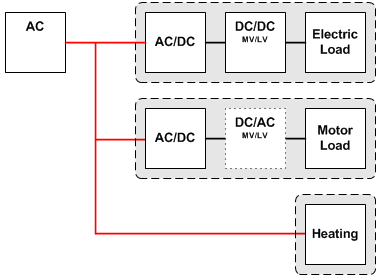 AC
AC/DC
DC/DC
MV/LV
Electric
Load
AC/DC
DC/AC
MV/LV
Motor
Load
Heating